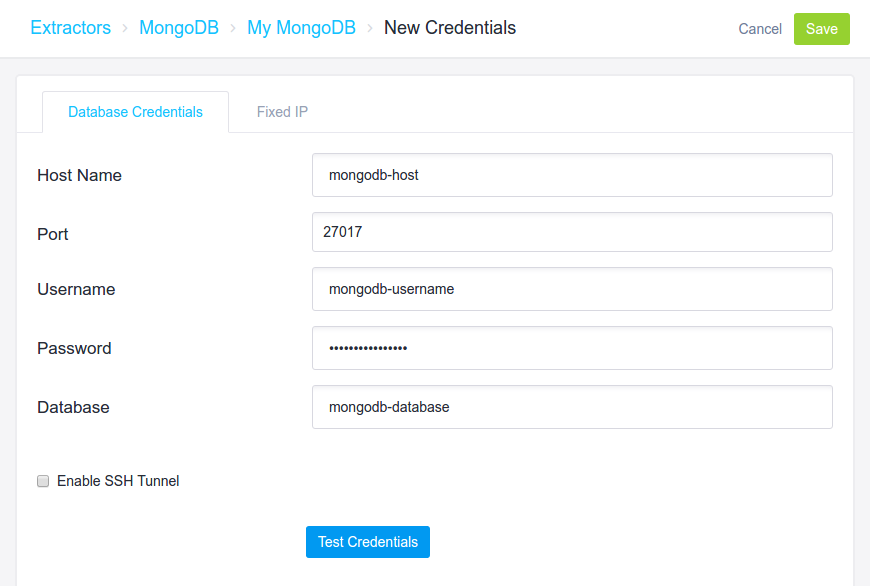 Extractors › MongoDB › My MongoDB › New Credentials Cancel Save
Database Credentials Fixed IP
Host Name mongodb-host
Port 27017
Username mongodb-username
Password ••••••••••••••••
Database mongodb-database
Enable SSH Tunnel
Test Credentials